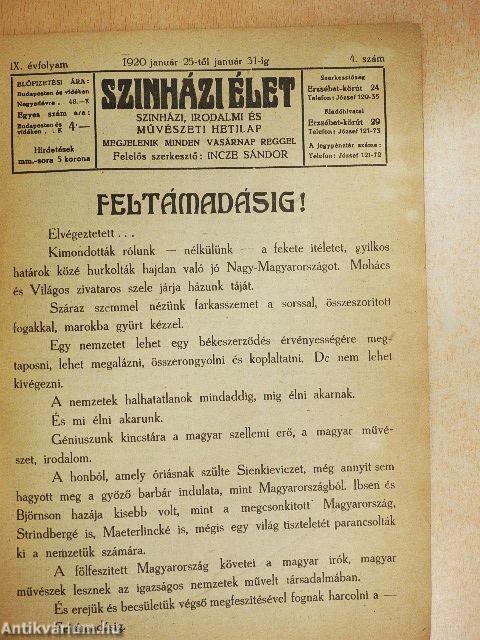 IX. évfolyam
1920 január 25-től január 31-ig
4. szám
ELŐFIZETÉSI ÁRA:
Budapesten és vidéken
Negyedévre . 48.—K
Egyes szám ára:
Budapesten és
vidéken . . K 4·—
Hirdetések
mm.-sora 5 korona
SZINHÁZI ÉLET
SZINHÁZI, IRODALMI ÉS
MŰVÉSZETI HETILAP
MEGJELENIK MINDEN VASÁRNAP REGGEL
Felelős szerkesztő: INCZE SÁNDOR
Szerkesztőség
Erzsébet-körút 24
Telefon: József 129-35
Kiadóhivatal
Erzsébet-körút 29
Telefon: József 121-73
A jegypénztár száma:
Telefon: József 121-72
FELTÁMADÁSIG!
Elvégeztetett . . .
Kimondották rólunk — nélkülünk — a fekete itéletet, gyilkos
határok közé hurkolták hajdan való jó Nagy-Magyarországot. Mohács
és Világos zivataros szele járja házunk táját.
Száraz szemmel nézünk farkasszemet a sorssal, összeszoritott
fogakkal, marokba gyürt kézzel.
Egy nemzetet lehet egy békeszerződés érvényességére meg-
taposni, lehet megalázni, összerongyolni és koplaltatni. De nem lehet
kivégezni.
A nemzetek halhatatlanok mindaddig, mig élni akarnak.
És mi élni akarunk.
Géniuszunk kincstára a magyar szellemi erő, a magyar művé-
szet, irodalom.
A honból, amely óriásnak szülte Sienkieviczet, még annyit sem
hagyott meg a győző barbár indulata, mint Magyarországból. Ibsen és
Björnson hazája kisebb volt, mint a megcsonkitott Magyarország,
Strindbergé is, Maeterlincké is, mégis egy világ tiszteletét parancsolták
ki a nemzetük számára.
A fölfeszitett Magyarország követei a magyar irók, magyar
művészek lesznek az igazságos nemzetek művelt társadalmában.
És erejük és becsületük végső megfeszitésével fognak harcolni a —
Antikvárium.hu